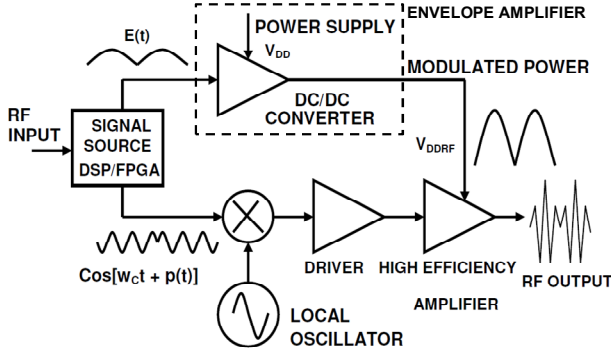 ENVELOPE AMPLIFIER
POWER SUPPLY
E(t)
VDD
MODULATED POWER
DC/DC
CONVERTER
RF
INPUT
SIGNAL
SOURCE
DSP/FPGA
VDDRF
Cos[wct + p(t)]
DRIVER
HIGH EFFICIENCY
AMPLIFIER
RF OUTPUT
LOCAL
OSCILLATOR